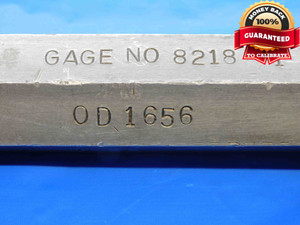 MONEY BACK
100%
GUARANTEED
TO CALIBRATE
GAGE NO 8218
OD 1656